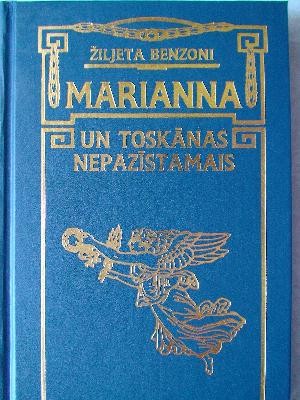 ŽILJETA BENZONI
MARIANNA
UN TOSKĀNAS
NEPAZĪSTAMAIS